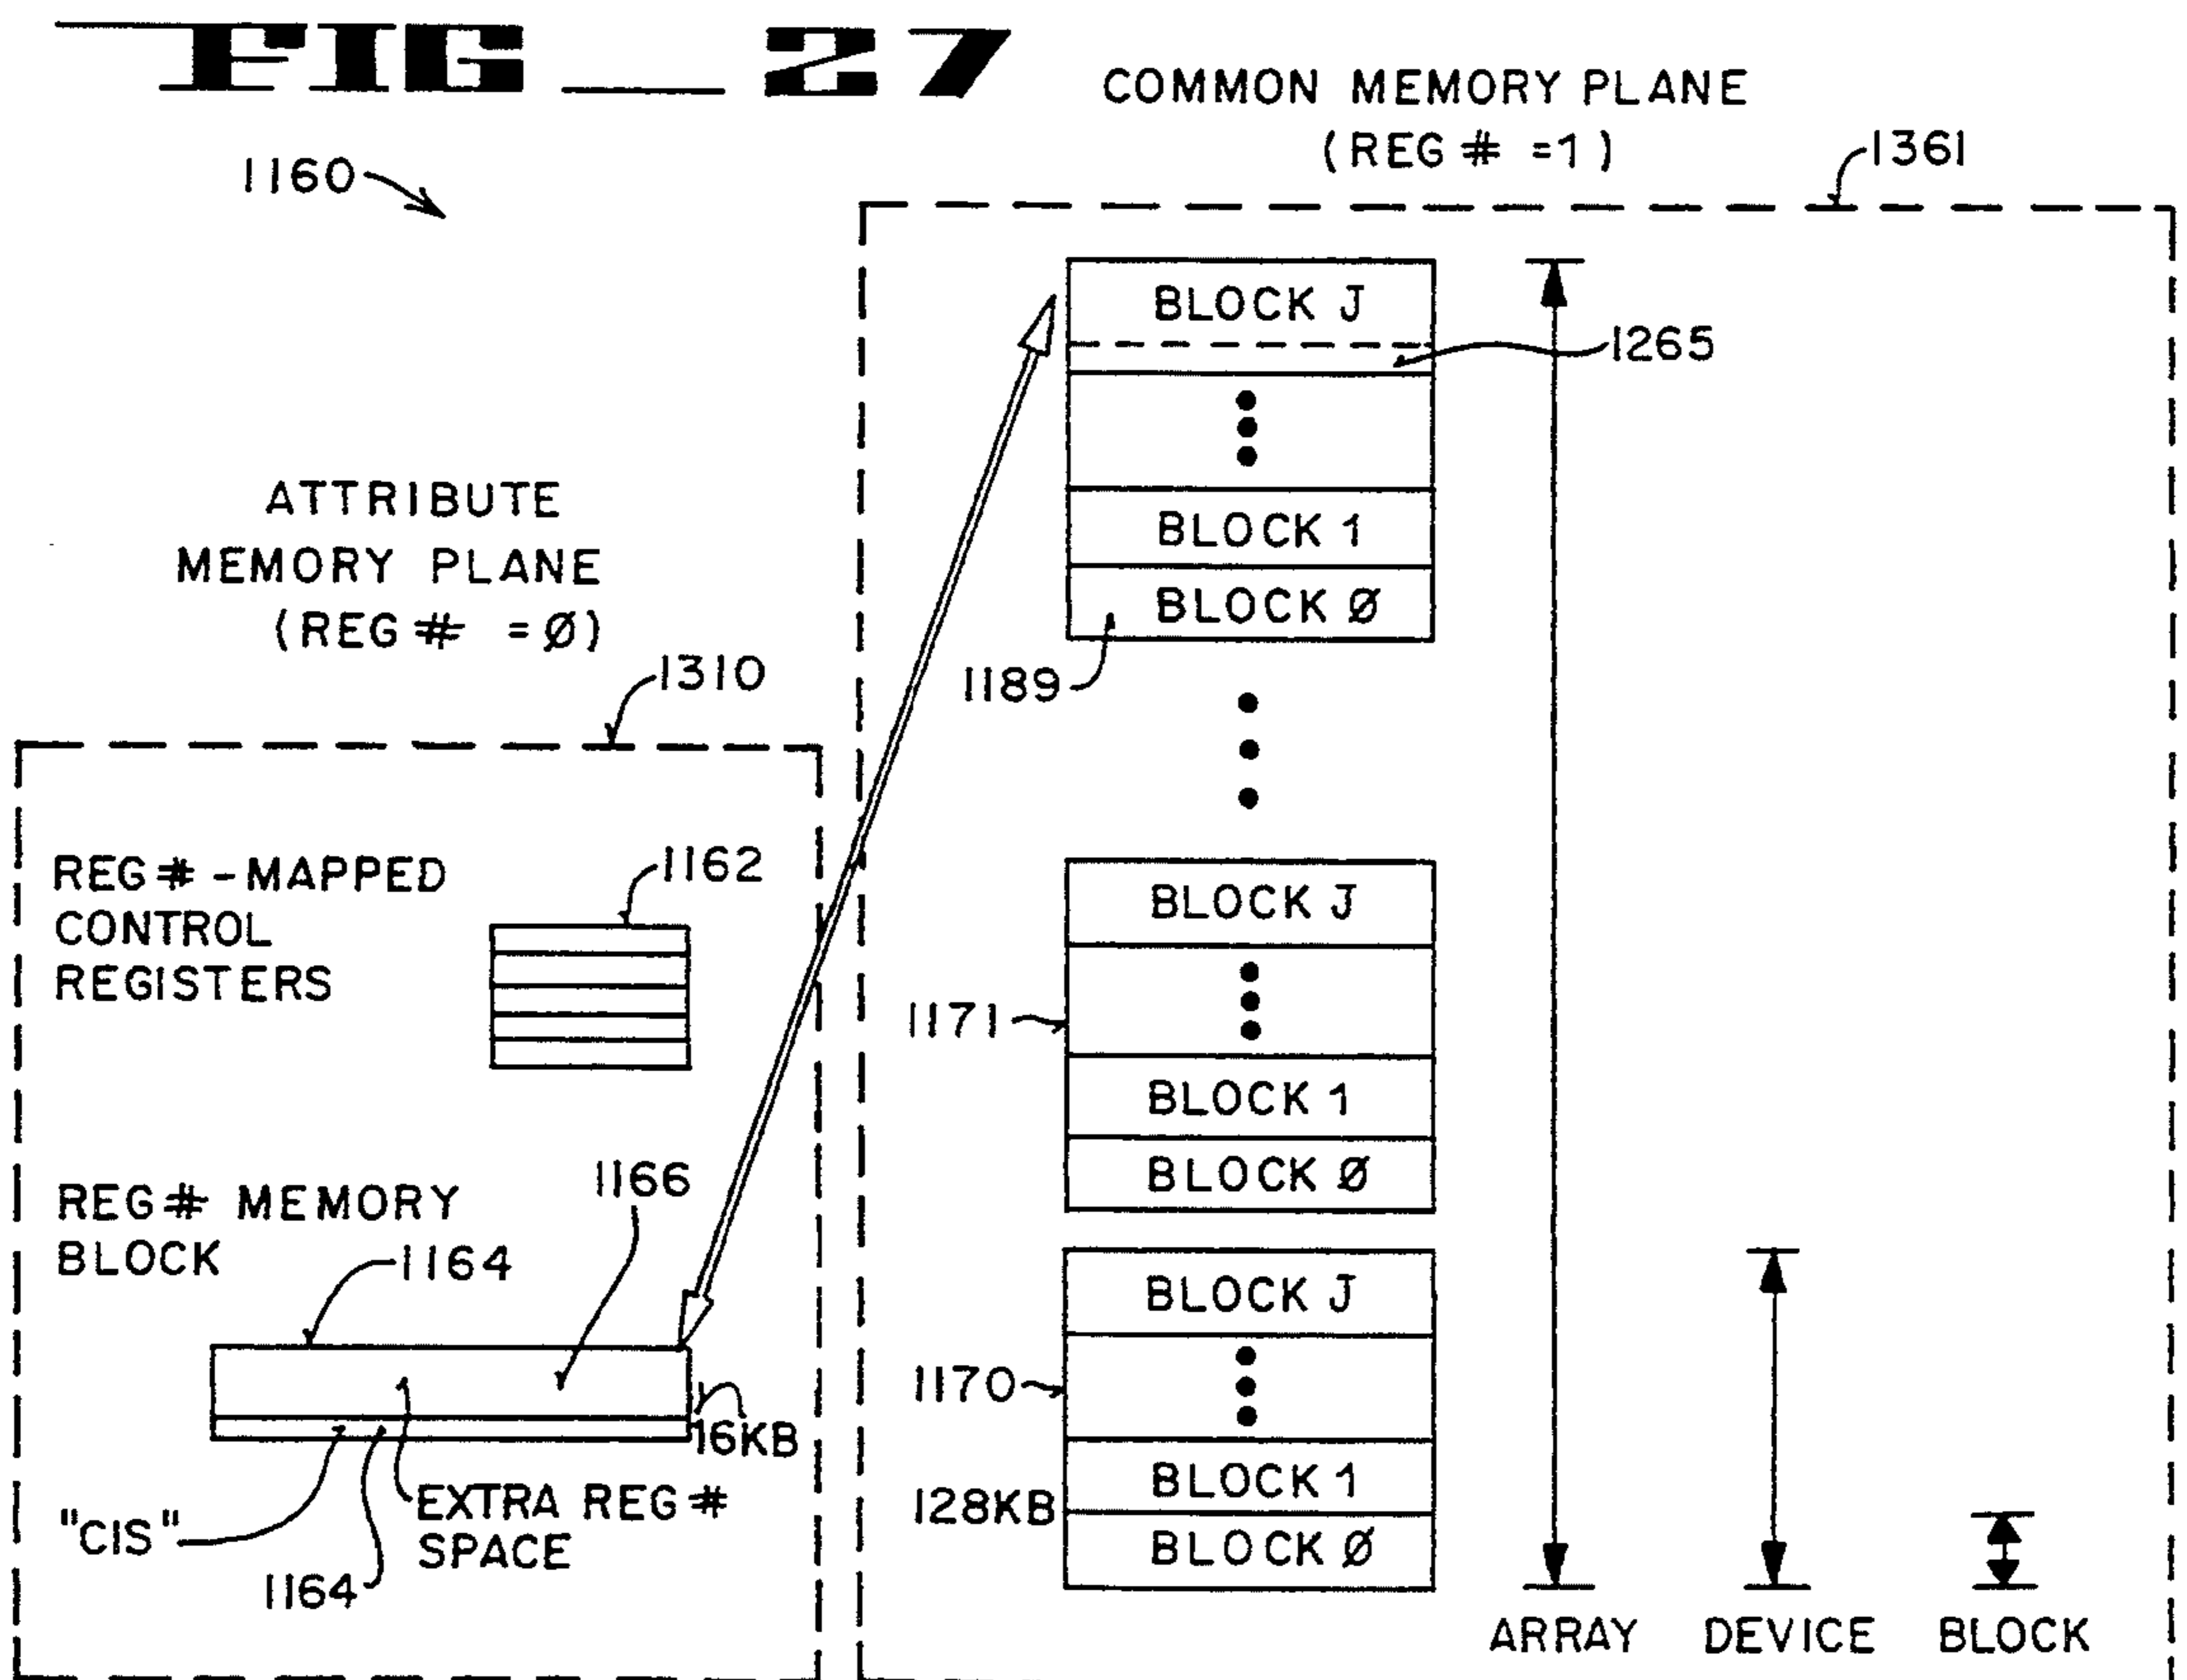 FIG__27
COMMON MEMORY PLANE
(REG# =1)
1160
1361
BLOCK J
1265
BLOCK 1
BLOCK Ø
1189
ATTRIBUTE
MEMORY PLANE
(REG# =Ø)
1310
REG#-MAPPED
CONTROL
REGISTERS
1162
BLOCK J
1171
BLOCK 1
BLOCK Ø
REG# MEMORY
BLOCK
1164
1166
16KB
"CIS"
1164
EXTRA REG#
SPACE
BLOCK J
1170
BLOCK 1
128KB
BLOCK Ø
ARRAY
DEVICE
BLOCK